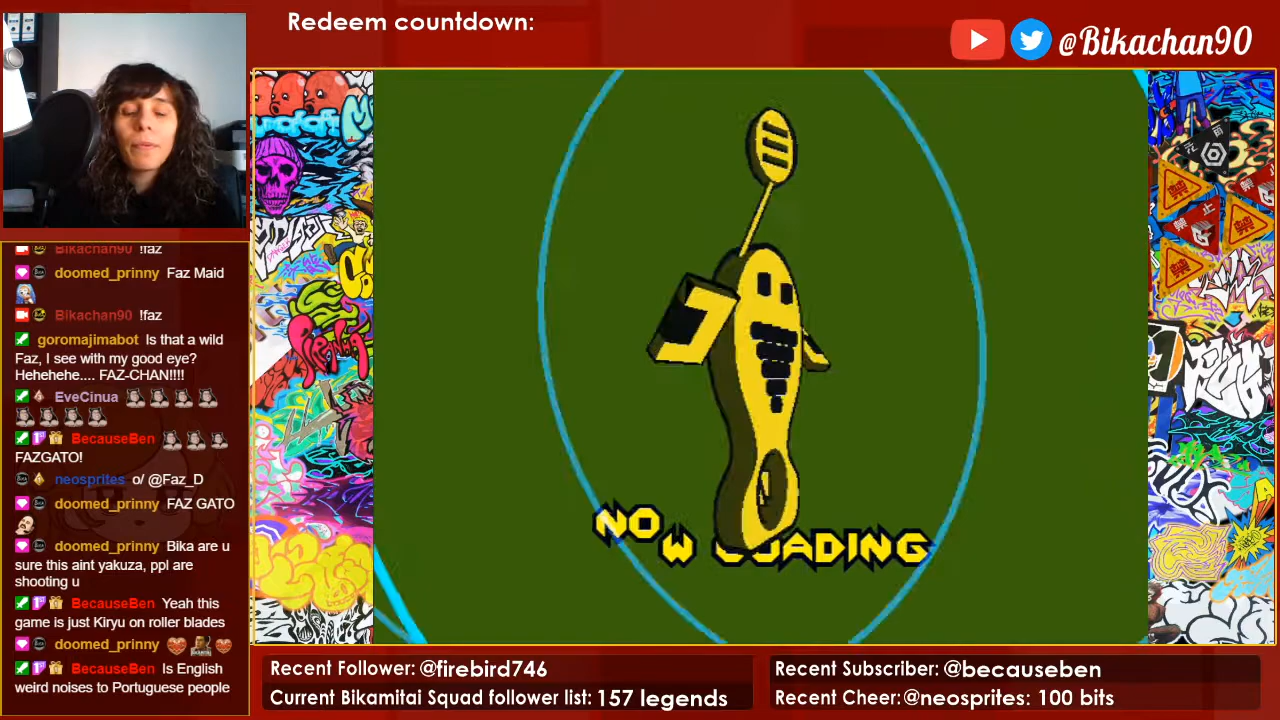 Redeem countdown:
@Bikachan90
Bikachan90 !faz
doomed_prinny Faz Maid
Bikachan90 !faz
goromajimabot Is that a wild
Faz, I see with my good eye?
Hehehehe.... FAZ-CHAN!!!!
EveCinua
BecauseBen
FAZGATO!
neosprites o/ @Faz_D
doomed_prinny FAZ GATO
doomed_prinny Bika are u
sure this aint yakuza, ppl are
shooting u
BecauseBen Yeah this
game is just Kiryu on roller blades
doomed_prinny
BecauseBen Is English
weird noises to Portuguese people
NOW LOADING
禁
止
Recent Follower: @firebird746
Current Bikamitai Squad follower list: 157 legends
Recent Subscriber: @becauseben
Recent Cheer: @neosprites: 100 bits